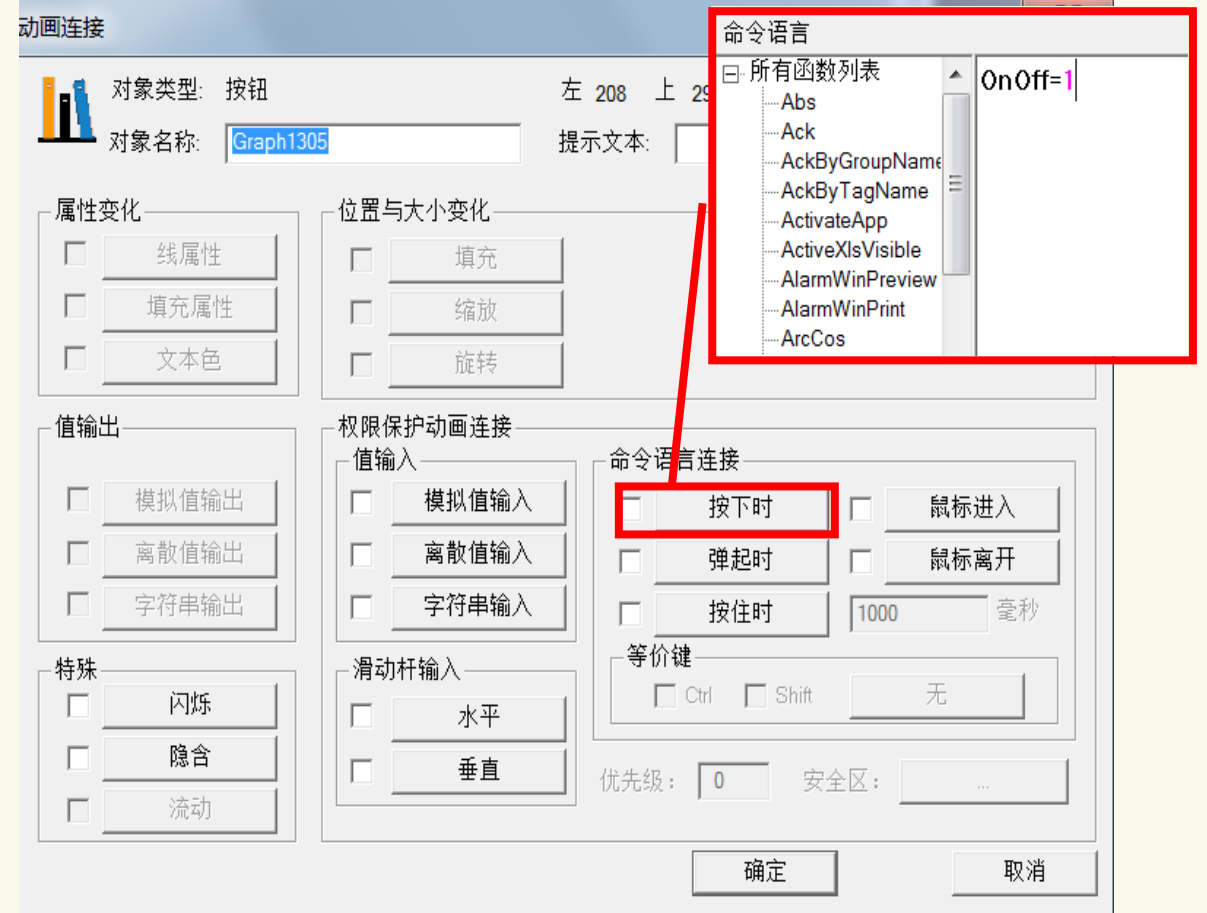 动画连接
对象类型: 按钮
左 208 上 29
对象名称: Graph1305
提示文本:
命令语言
所有函数列表
Abs
Ack
AckByGroupName
AckByTagName
ActivateApp
ActiveXlsVisible
AlarmWinPreview
AlarmWinPrint
ArcCos
OnOff=1
属性变化
线属性
填充属性
文本色
位置与大小变化
填充
缩放
旋转
值输出
模拟值输出
离散值输出
字符串输出
权限保护动画连接
值输入
模拟值输入
离散值输入
字符串输入
命令语言连接
按下时 鼠标进入
弹起时 鼠标离开
按住时 1000 毫秒
等价键
Ctrl Shift 无
特殊
闪烁
隐含
流动
滑动杆输入
水平
垂直
优先级: 0 安全区: ...
确定 取消